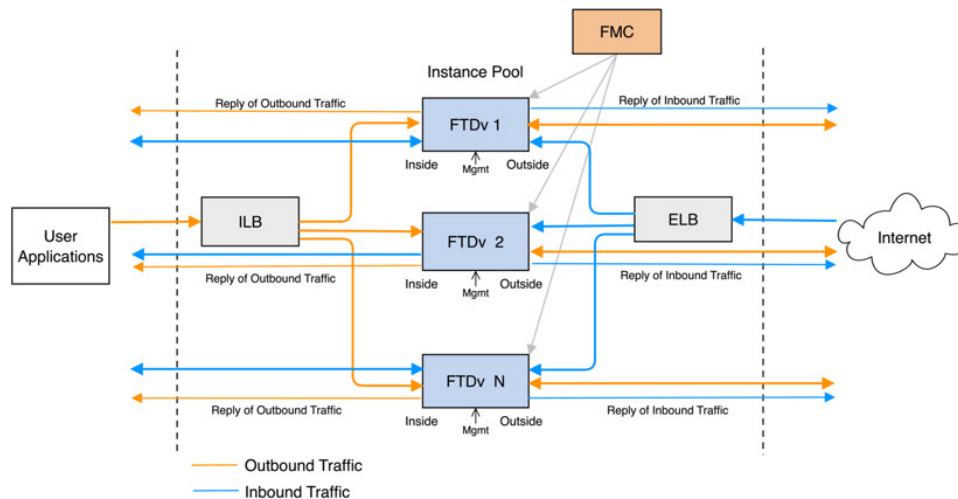 FMC
Instance Pool
Reply of Outbound Traffic
FTDv 1
Reply of Inbound Traffic
Inside
Mgmt
Outside
User
Applications
ILB
FTDv 2
ELB
Internet
Reply of Outbound Traffic
Inside
Mgmt
Outside
Reply of Inbound Traffic
FTDv N
Reply of Outbound Traffic
Inside
Mgmt
Outside
Reply of Inbound Traffic
Outbound Traffic
Inbound Traffic